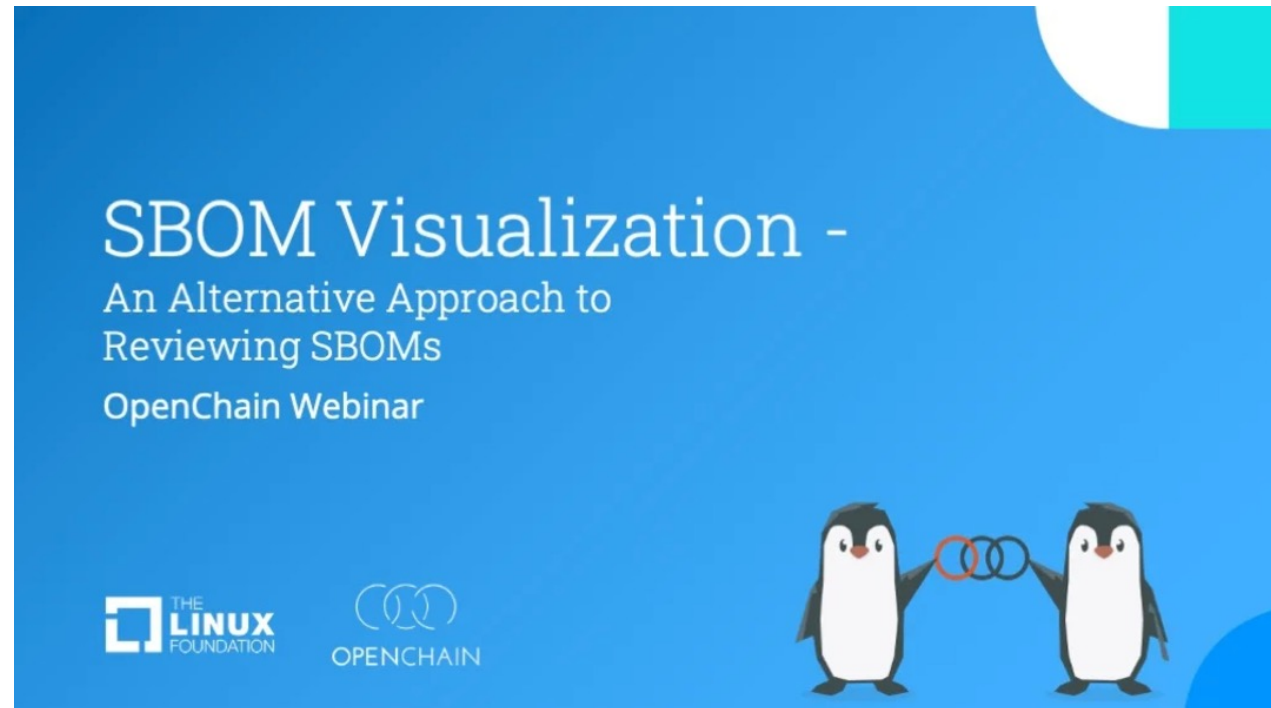 SBOM Visualization -
An Alternative Approach to
Reviewing SBOMs
OpenChain Webinar
THE
LINUX
FOUNDATION
OPENCHAIN